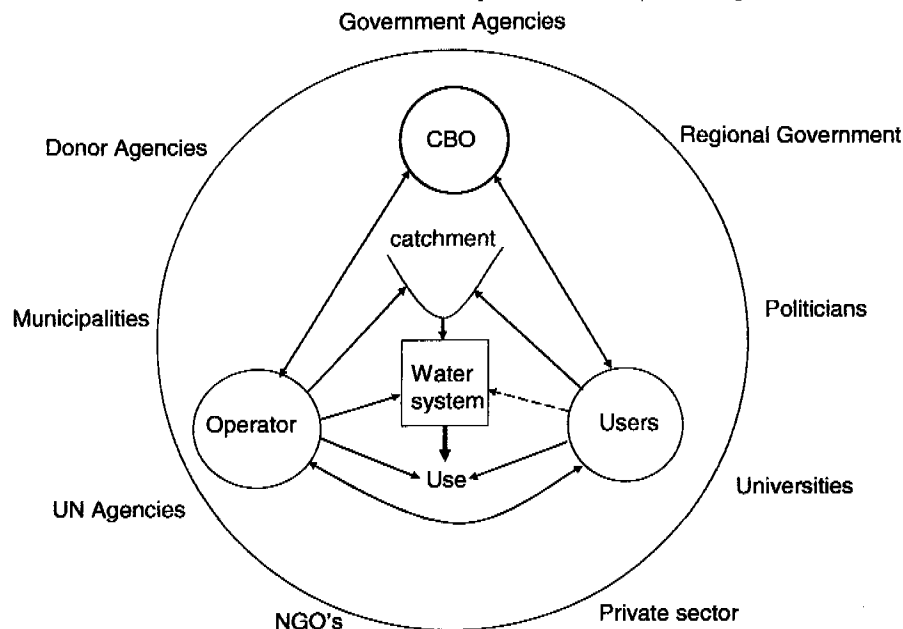 Government Agencies
Donor Agencies
Regional Government
CBO
catchment
Municipalities
Politicians
Water
system
Operator
Users
Use
UN Agencies
Universities
NGO's
Private sector